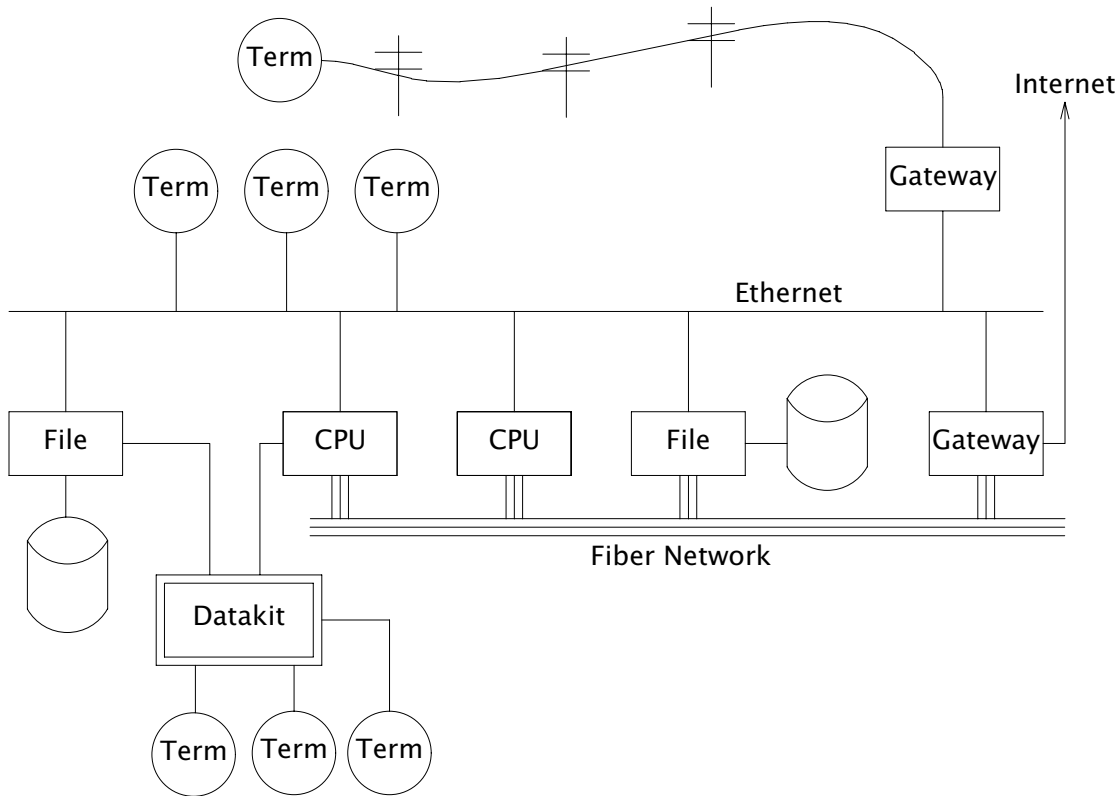 Term
Internet
Term
Term
Term
Gateway
Ethernet
File
CPU
CPU
File
Gateway
Fiber Network
Datakit
Term
Term
Term